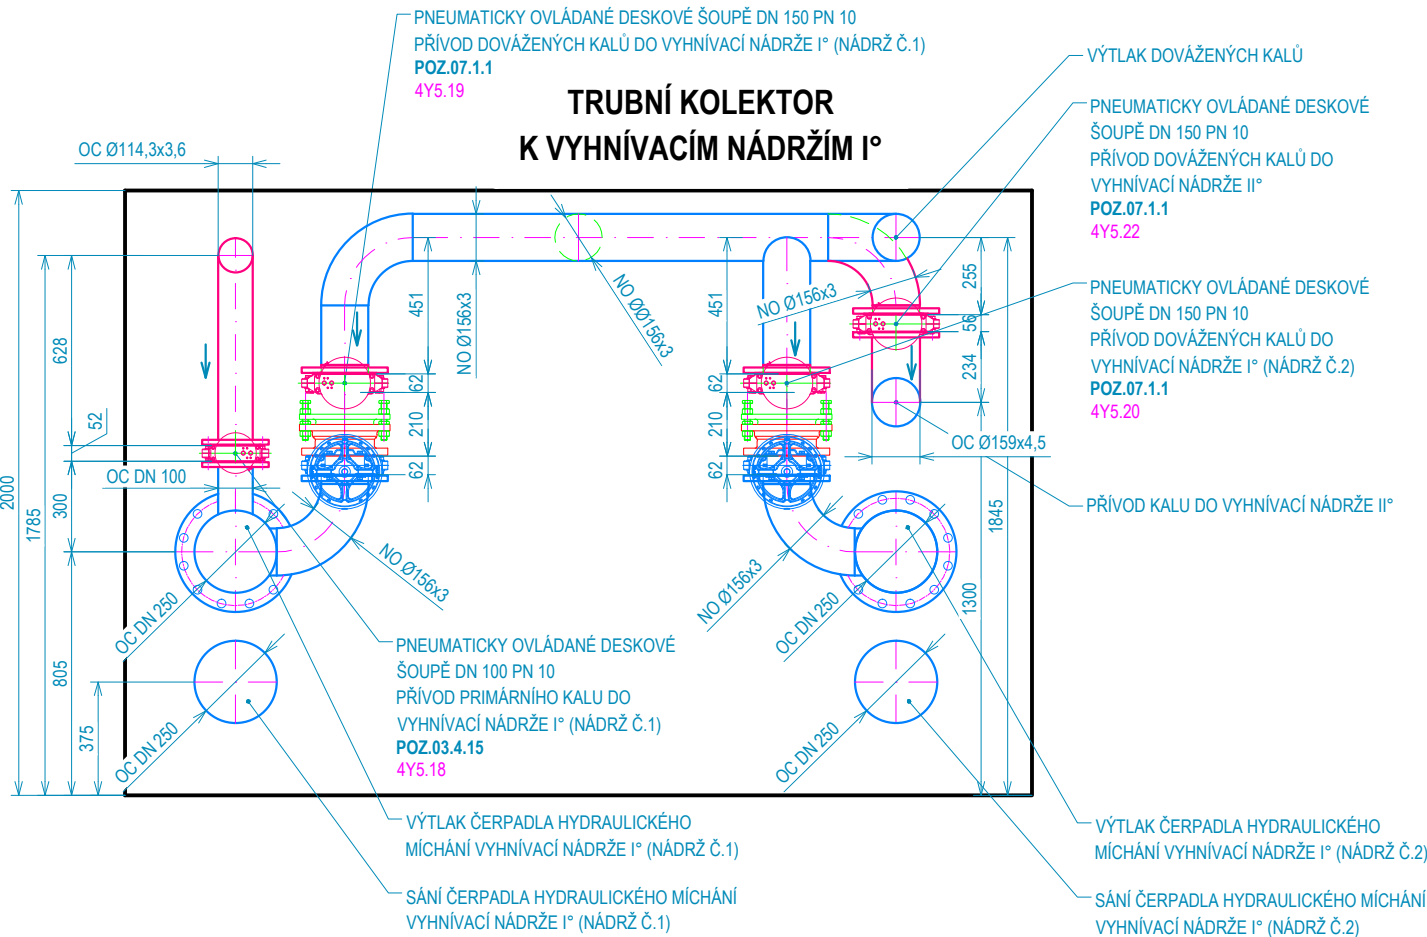 PNEUMATICKY OVLÁDANÉ DESKOVÉ ŠOUPĚ DN 150 PN 10
PŘÍVOD DOVÁŽENÝCH KALŮ DO VYHNÍVACÍ NÁDRŽE I° (NÁDRŽ Č.1)
POZ.07.1.1
4Y5.19
TRUBNÍ KOLEKTOR
K VYHNÍVACÍM NÁDRŽÍM I°
VÝTLAK DOVÁŽENÝCH KALŮ
PNEUMATICKY OVLÁDANÉ DESKOVÉ
ŠOUPĚ DN 150 PN 10
PŘÍVOD DOVÁŽENÝCH KALŮ DO
VYHNÍVACÍ NÁDRŽE II°
POZ.07.1.1
4Y5.22
PNEUMATICKY OVLÁDANÉ DESKOVÉ
ŠOUPĚ DN 150 PN 10
PŘÍVOD DOVÁŽENÝCH KALŮ DO
VYHNÍVACÍ NÁDRŽE I° (NÁDRŽ Č.2)
POZ.07.1.1
4Y5.20
PŘÍVOD KALU DO VYHNÍVACÍ NÁDRŽE II°
OC Ø114,3x3,6
2000
1785
628
52
300
805
375
OC DN 100
451
62
210
62
NO Ø156x3
NO ØØ156x3
451
62
210
62
NO Ø156x3
255
56
234
OC Ø159x4,5
1845
1300
NO Ø156x3
NO Ø156x3
OC DN 250
OC DN 250
OC DN 250
OC DN 250
PNEUMATICKY OVLÁDANÉ DESKOVÉ
ŠOUPĚ DN 100 PN 10
PŘÍVOD PRIMÁRNÍHO KALU DO
VYHNÍVACÍ NÁDRŽE I° (NÁDRŽ Č.1)
POZ.03.4.15
4Y5.18
VÝTLAK ČERPADLA HYDRAULICKÉHO
MÍCHÁNÍ VYHNÍVACÍ NÁDRŽE I° (NÁDRŽ Č.1)
SÁNÍ ČERPADLA HYDRAULICKÉHO MÍCHÁNÍ
VYHNÍVACÍ NÁDRŽE I° (NÁDRŽ Č.1)
VÝTLAK ČERPADLA HYDRAULICKÉHO
MÍCHÁNÍ VYHNÍVACÍ NÁDRŽE I° (NÁDRŽ Č.2)
SÁNÍ ČERPADLA HYDRAULICKÉHO MÍCHÁNÍ
VYHNÍVACÍ NÁDRŽE I° (NÁDRŽ Č.2)